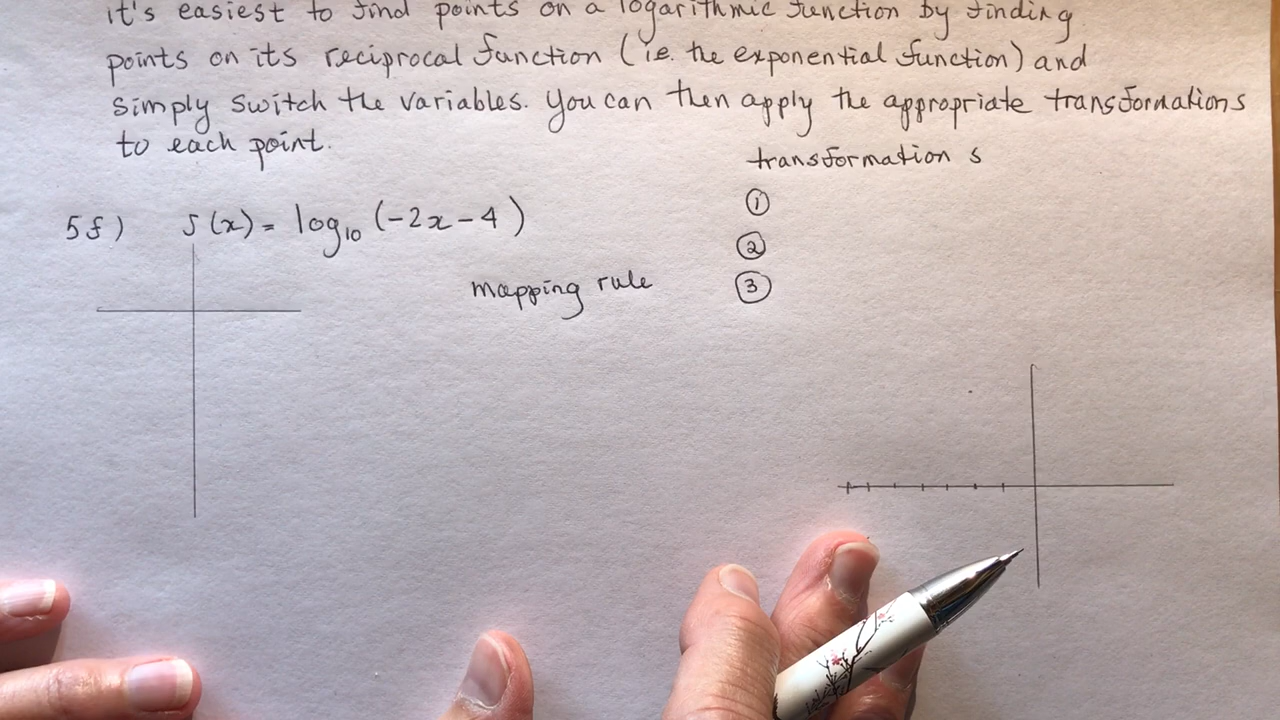 it's easiest to find points on a logarithmic function by finding
points on its reciprocal function (i.e. the exponential function) and
simply switch the variables. You can then apply the appropriate transformations
to each point.
transformations
①
②
③
5f) f(x) = log₁₀ (-2x-4)
mapping rule